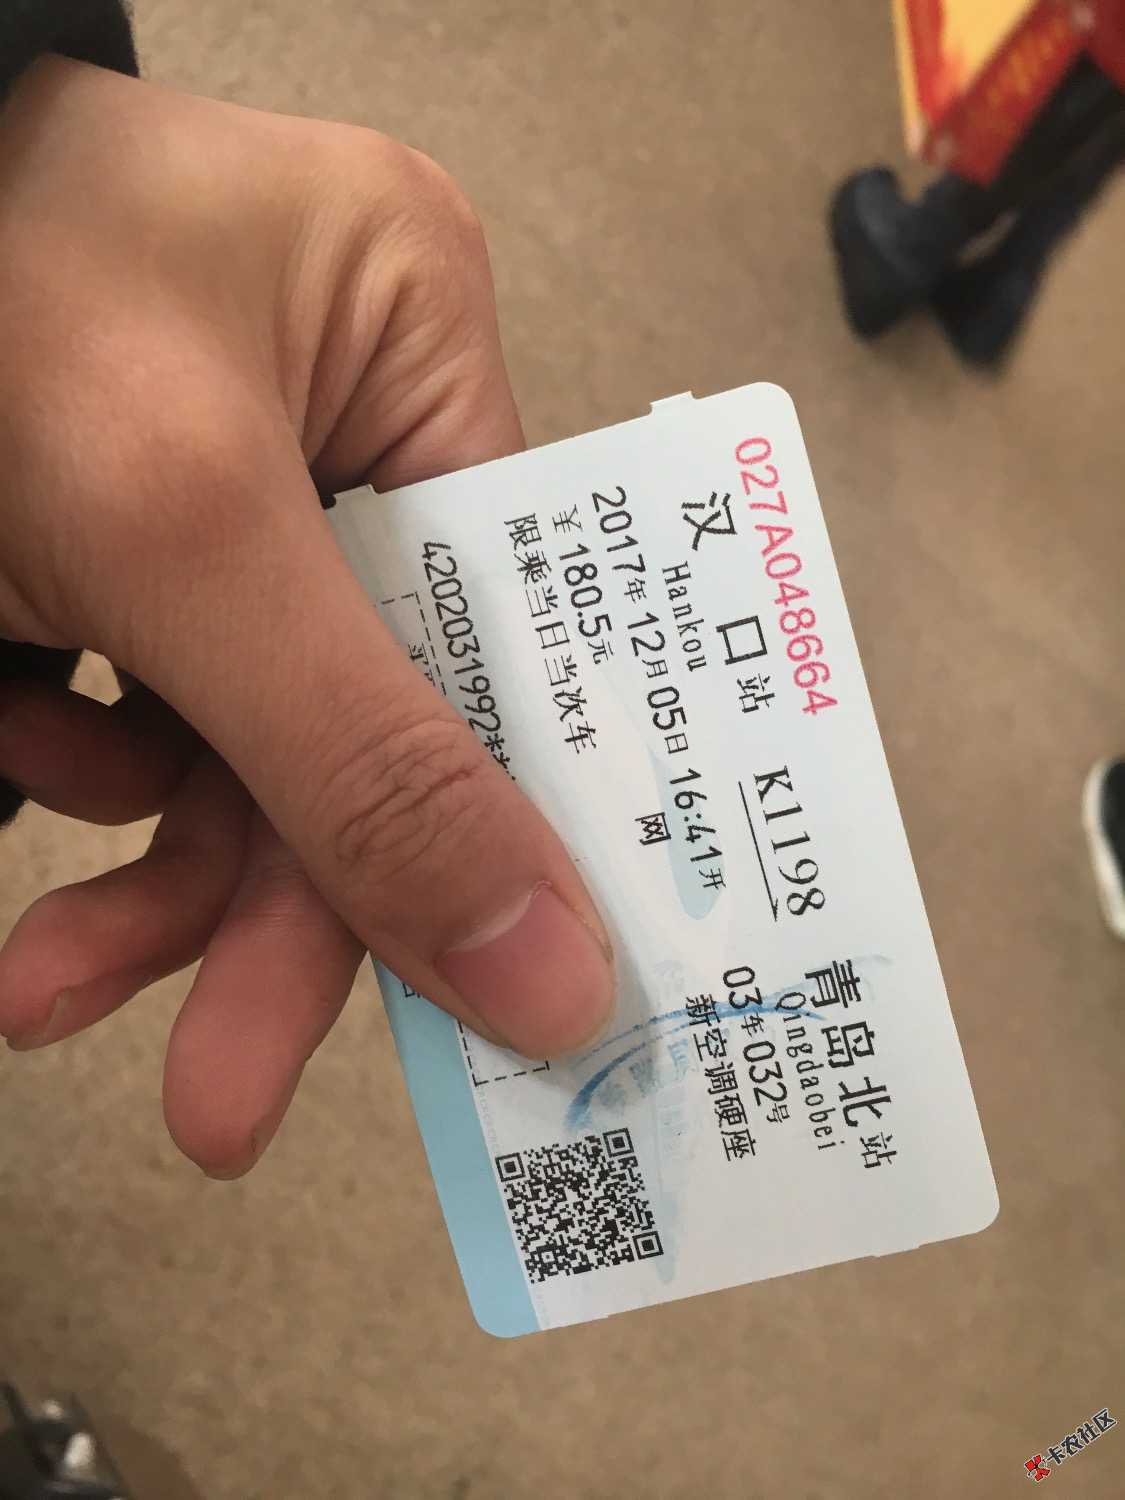 027A048664
汉口站 K1198 青岛北站
Hankou Qingdaobei
2017年12月05日16:41开 03车032号
￥180.5元 网 新空调硬座
限乘当日当次车
4202031992**
卡农社区